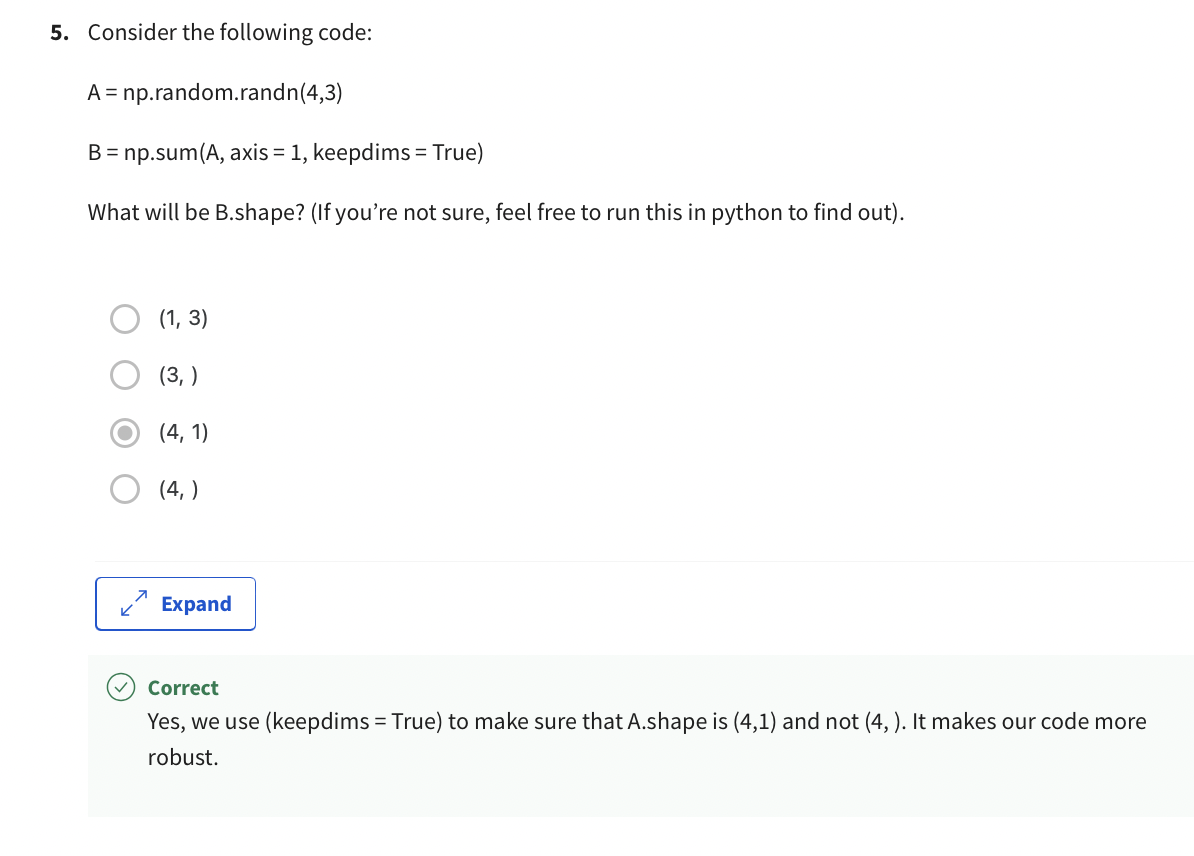 5. Consider the following code:
A = np.random.randn(4,3)
B = np.sum(A, axis = 1, keepdims = True)
What will be B.shape? (If you’re not sure, feel free to run this in python to find out).
(1, 3)
(3, )
(4, 1)
(4, )
Expand
Correct
Yes, we use (keepdims = True) to make sure that A.shape is (4,1) and not (4, ). It makes our code more
robust.